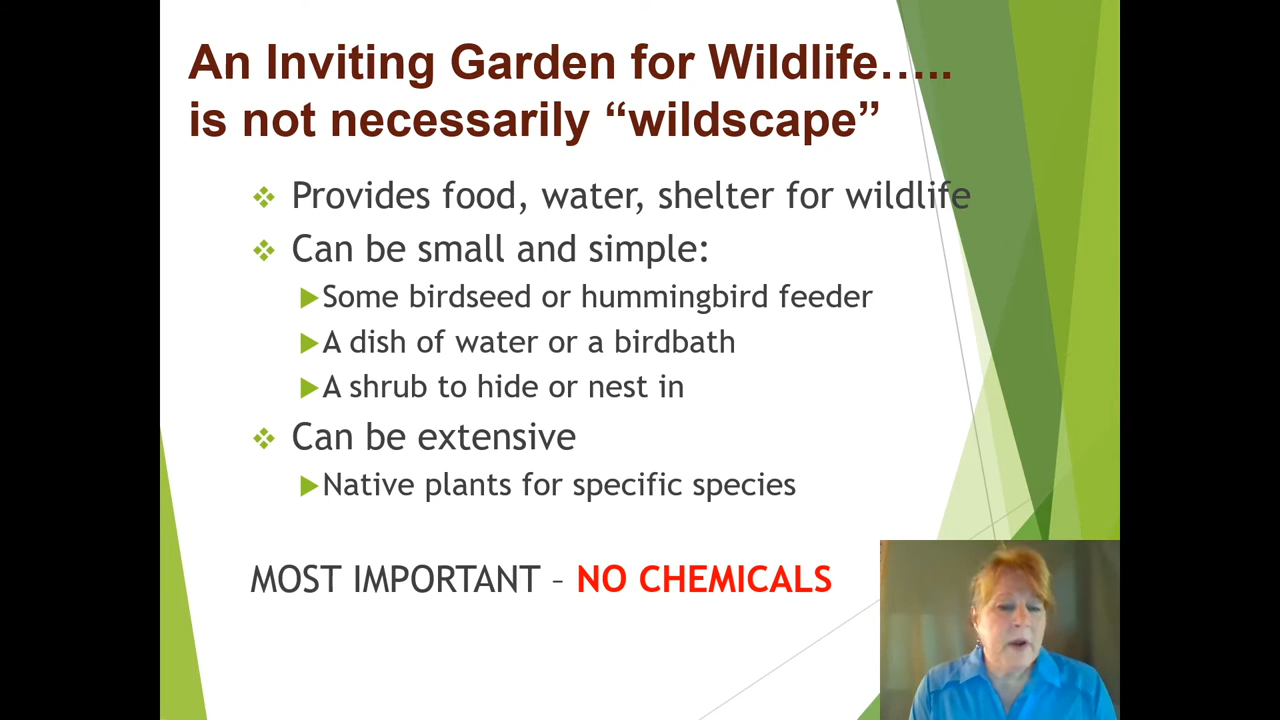 An Inviting Garden for Wildlife…..
is not necessarily “wildscape”
Provides food, water, shelter for wildlife
Can be small and simple:
Some birdseed or hummingbird feeder
A dish of water or a birdbath
A shrub to hide or nest in
Can be extensive
Native plants for specific species
MOST IMPORTANT – NO CHEMICALS